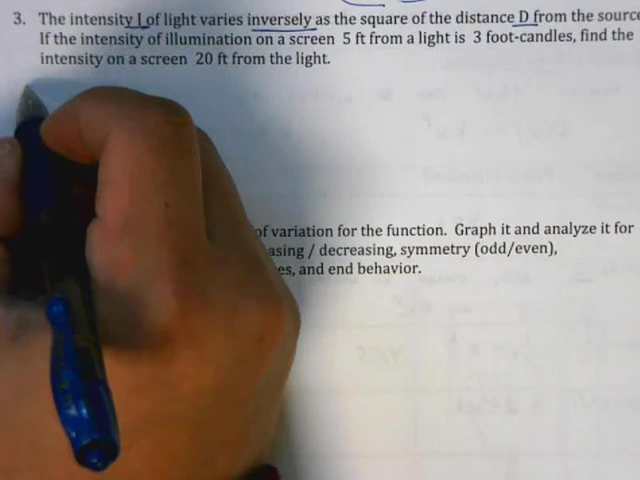 3. The intensity I of light varies inversely as the square of the distance D from the source
If the intensity of illumination on a screen 5 ft from a light is 3 foot-candles, find the
intensity on a screen 20 ft from the light.
of variation for the function. Graph it and analyze it for
asing / decreasing, symmetry (odd/even),
es, and end behavior.